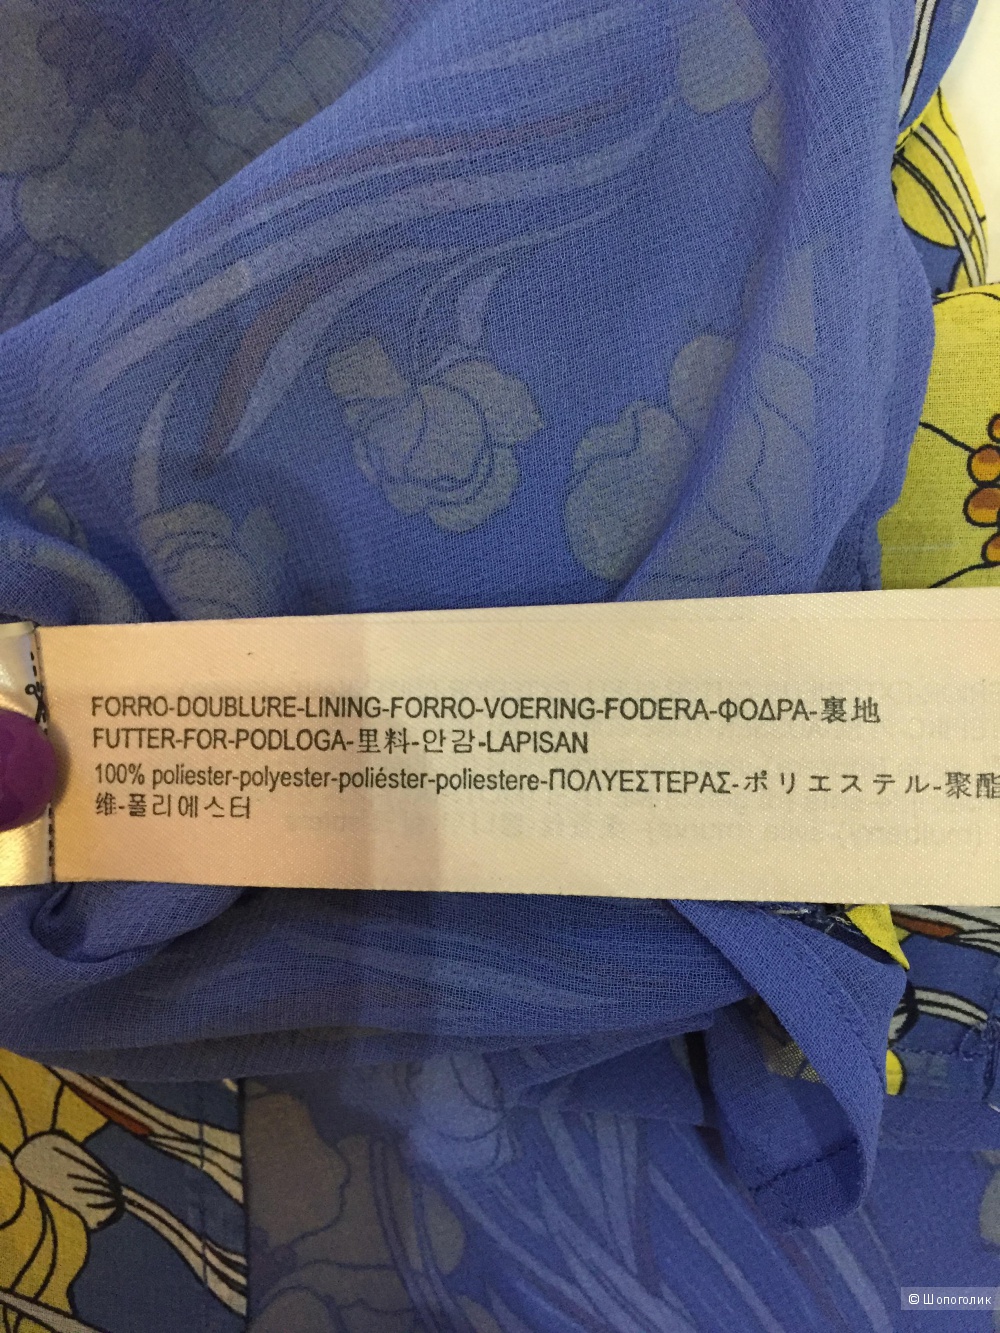 FORRO-DOUBLURE-LINING-FORRO-VOERING-FODERA-ΦΟΔΡΑ-裏地
FUTTER-FOR-PODLOGA-里料-안감-LAPISAN
100% poliester-polyester-poliéster-poliestere-ΠΟΛΥΕΣΤΕΡΑΣ-ポリエステル-聚酯
维-폴리에스터
© Шопоголик